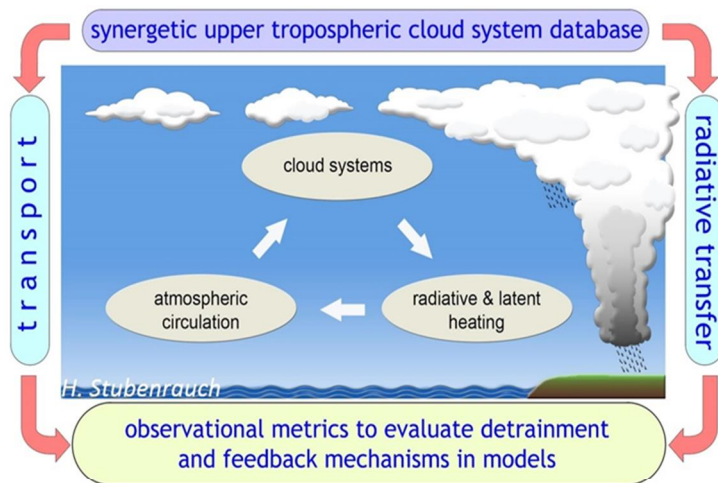 synergetic upper tropospheric cloud system database
transport
radiative transfer
cloud systems
atmospheric
circulation
radiative & latent
heating
H. Stubenrauch
observational metrics to evaluate detrainment
and feedback mechanisms in models